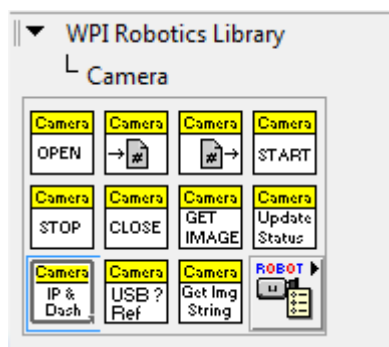 WPI Robotics Library
Camera
Camera Camera Camera Camera
OPEN # # START
Camera Camera Camera Camera
STOP CLOSE GET IMAGE Update Status
Camera Camera Camera ROBOT
IP & Dash USB ? Ref Get Img String